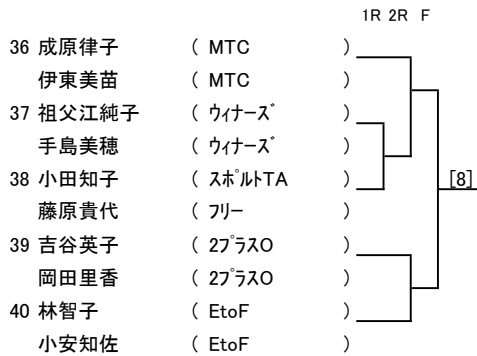 1R 2R F
36 成原律子 ( MTC )
伊東美苗 ( MTC )
37 祖父江純子 ( ｳｨﾅｰｽﾞ )
手島美穂 ( ｳｨﾅｰｽﾞ )
38 小田知子 ( ｽﾎﾟﾙﾄTA )
[8]
藤原貴代 ( ﾌﾘｰ )
39 吉谷英子 ( 2ﾌﾟﾗｽO )
岡田里香 ( 2ﾌﾟﾗｽO )
40 林智子 ( EtoF )
小安知佐 ( EtoF )